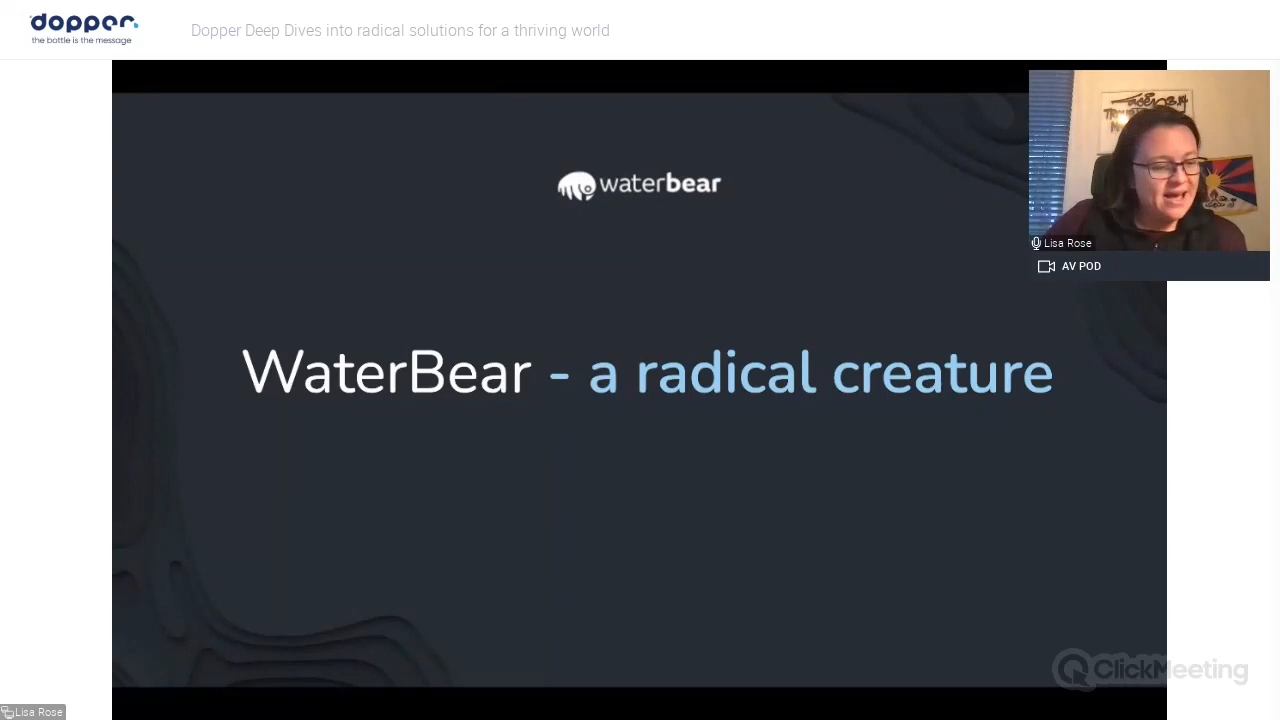 dopper
the bottle is the message
Dopper Deep Dives into radical solutions for a thriving world
waterbear
WaterBear - a radical creature
Lisa Rose
AV POD
ClickMeeting
Lisa Rose